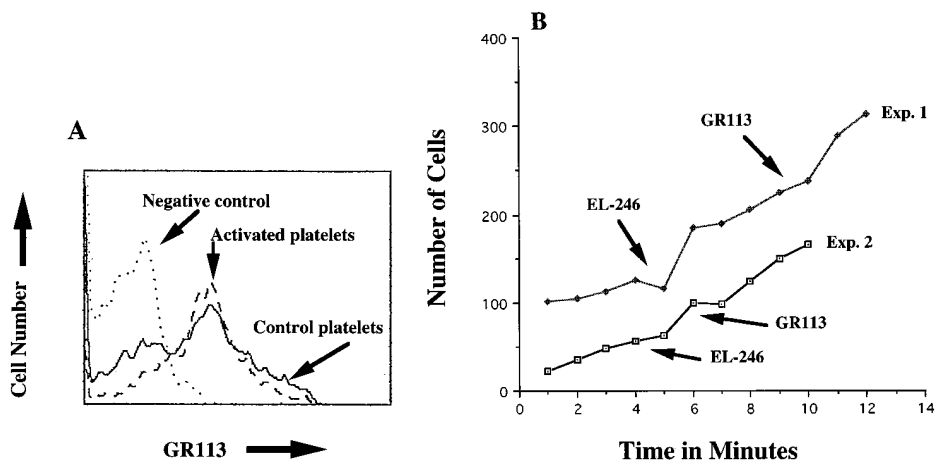 A
Cell Number
Negative control
Activated platelets
Control platelets
GR113
B
Number of Cells
400
300
200
100
0
0 2 4 6 8 10 12 14
Time in Minutes
EL-246
GR113
Exp. 1
EL-246
GR113
Exp. 2